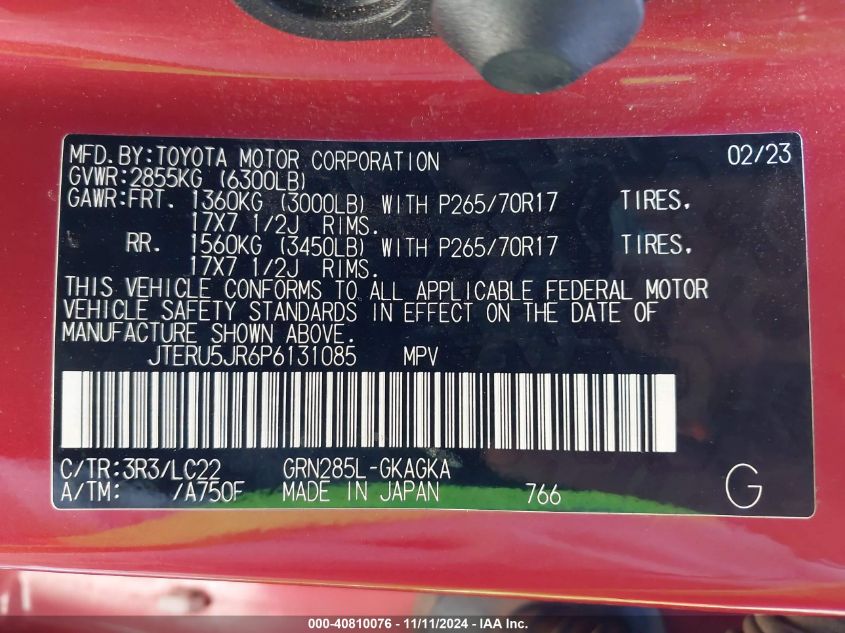 MFD.BY:TOYOTA MOTOR CORPORATION 02/23
GVWR:2855KG (6300LB)
GAWR:FRT. 1360KG (3000LB) WITH P265/70R17 TIRES,
17X7 1/2J RIMS.
RR. 1560KG (3450LB) WITH P265/70R17 TIRES,
17X7 1/2J RIMS.
THIS VEHICLE CONFORMS TO ALL APPLICABLE FEDERAL MOTOR
VEHICLE SAFETY STANDARDS IN EFFECT ON THE DATE OF
MANUFACTURE SHOWN ABOVE.
JTERU5JR6P6131085 MPV
C/TR:3R3/LC22 GRN285L-GKAGKA
A/TM: /A750F MADE IN JAPAN 766 G
000-40810076 - 11/11/2024 - IAA Inc.